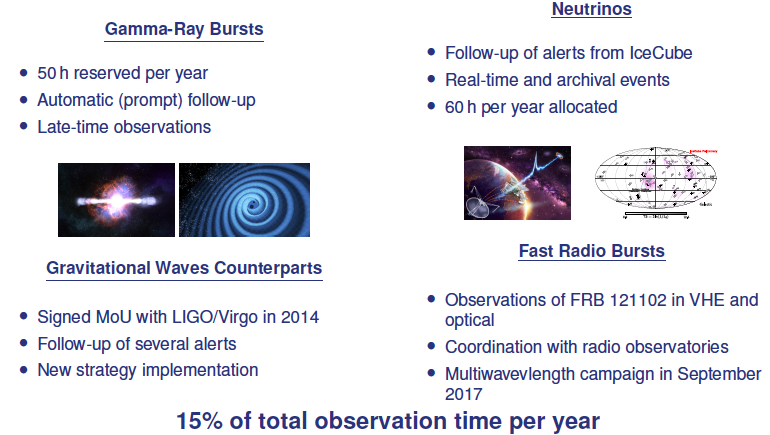 Gamma-Ray Bursts
• 50 h reserved per year
• Automatic (prompt) follow-up
• Late-time observations
Neutrinos
• Follow-up of alerts from IceCube
• Real-time and archival events
• 60 h per year allocated
Gravitational Waves Counterparts
• Signed MoU with LIGO/Virgo in 2014
• Follow-up of several alerts
• New strategy implementation
Fast Radio Bursts
• Observations of FRB 121102 in VHE and
optical
• Coordination with radio observatories
• Multiwavevlength campaign in September
2017
15% of total observation time per year